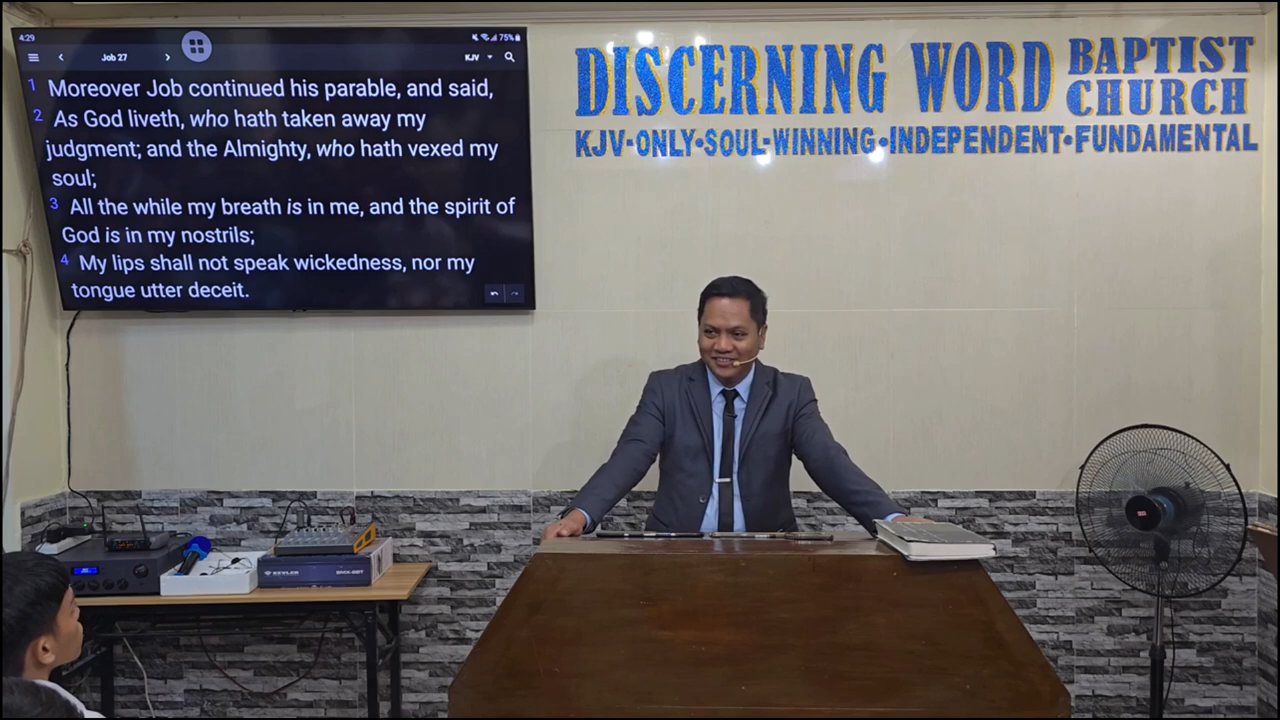 4:29 75%
Job 27 KJV
1 Moreover Job continued his parable, and said,
2 As God liveth, who hath taken away my
judgment; and the Almighty, who hath vexed my
soul;
3 All the while my breath is in me, and the spirit of
God is in my nostrils;
4 My lips shall not speak wickedness, nor my
tongue utter deceit.
DISCERNING WORD BAPTIST
CHURCH
KJV-ONLY•SOUL-WINNING•INDEPENDENT•FUNDAMENTAL
KEVLER